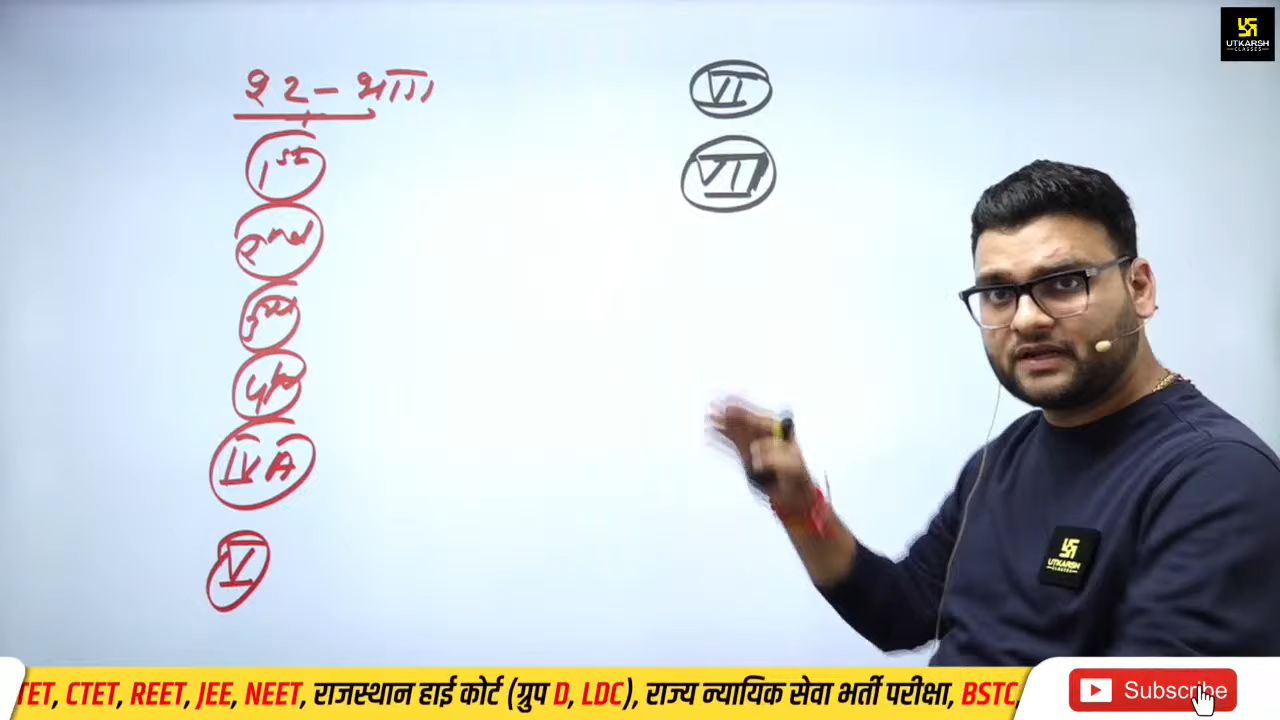 UTKARSH
CLASSES
22 - भाग
1st
2nd
3rd
4th
IVA
V
VI
VII
UTKARSH
CLASSES
TET, CTET, REET, JEE, NEET, राजस्थान हाई कोर्ट (ग्रुप D, LDC), राज्य न्यायिक सेवा भर्ती परीक्षा, BSTC,
Subscribe